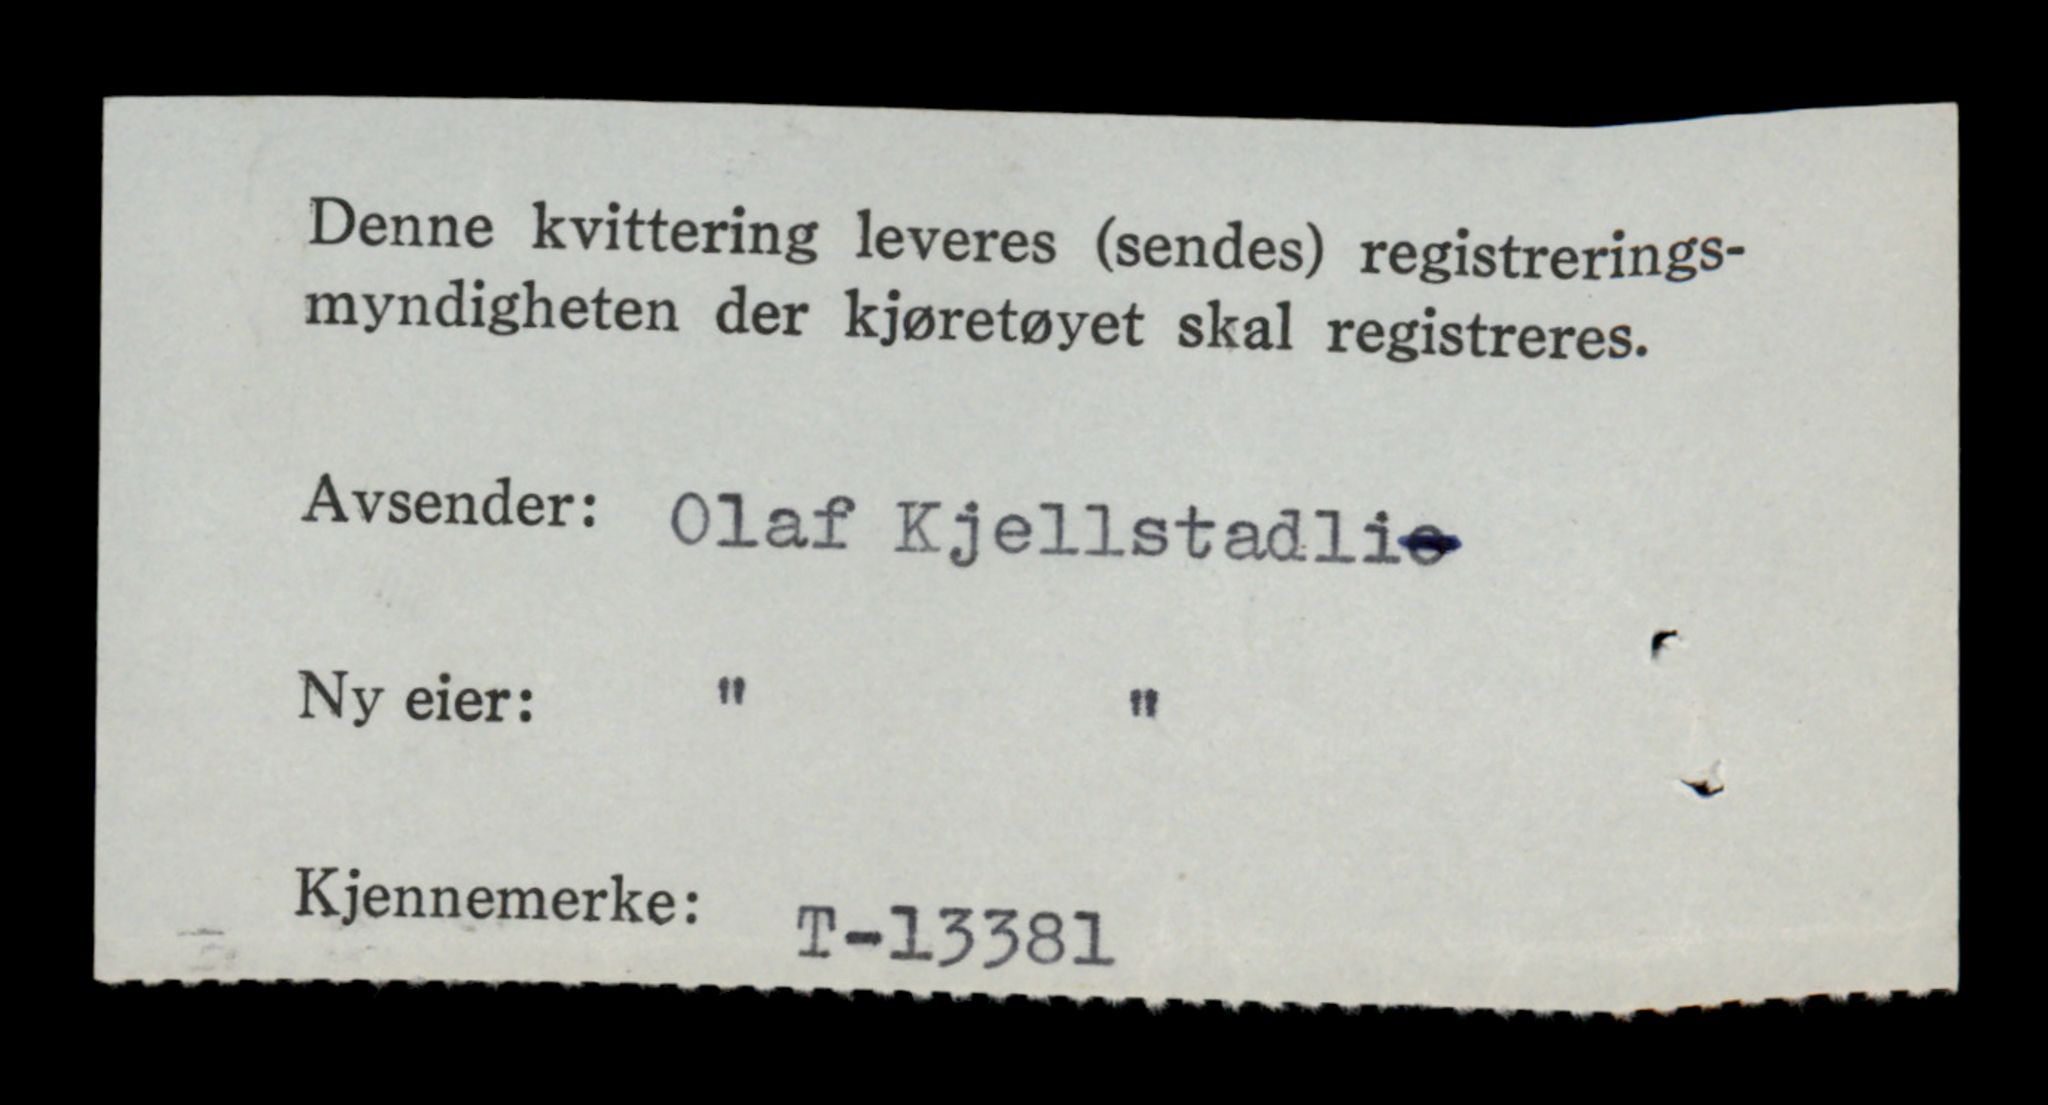 Denne kvittering leveres (sendes) registrerings-
myndigheten der kjøretøyet skal registreres.
Avsender: Olaf Kjellstadli
Ny eier: " "
Kjennemerke: T-13381